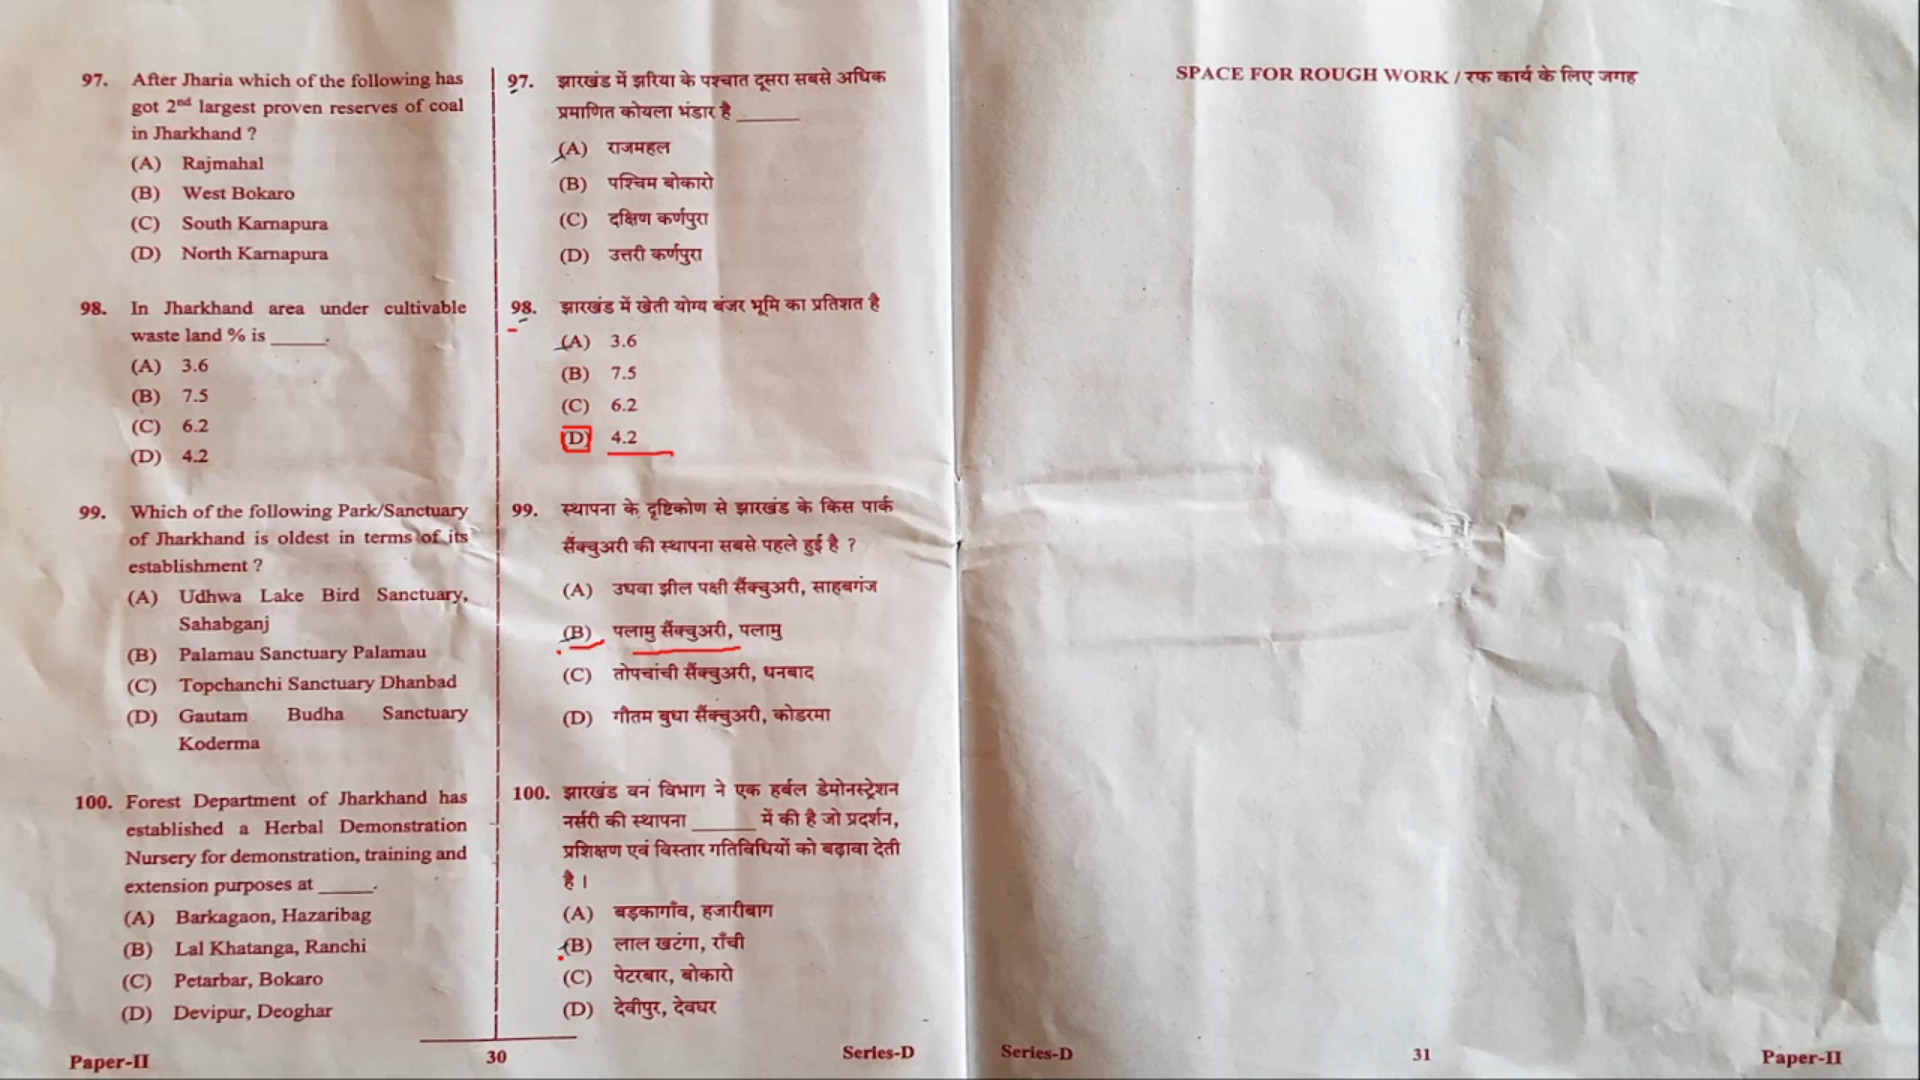 97. After Jharia which of the following has
got 2nd largest proven reserves of coal
in Jharkhand ?
(A) Rajmahal
(B) West Bokaro
(C) South Karnapura
(D) North Karnapura
98. In Jharkhand area under cultivable
waste land % is _____.
(A) 3.6
(B) 7.5
(C) 6.2
(D) 4.2
99. Which of the following Park/Sanctuary
of Jharkhand is oldest in terms of its
establishment ?
(A) Udhwa Lake Bird Sanctuary,
Sahabganj
(B) Palamau Sanctuary Palamau
(C) Topchanchi Sanctuary Dhanbad
(D) Gautam Budha Sanctuary
Koderma
100. Forest Department of Jharkhand has
established a Herbal Demonstration
Nursery for demonstration, training and
extension purposes at _____.
(A) Barkagaon, Hazaribag
(B) Lal Khatanga, Ranchi
(C) Petarbar, Bokaro
(D) Devipur, Deoghar
97. झारखंड में झरिया के पश्चात दूसरा सबसे अधिक
प्रमाणित कोयला भंडार है _____
(A) राजमहल
(B) पश्चिम बोकारो
(C) दक्षिण कर्णपुरा
(D) उत्तरी कर्णपुरा
98. झारखंड में खेती योग्य बंजर भूमि का प्रतिशत है
(A) 3.6
(B) 7.5
(C) 6.2
(D) 4.2
99. स्थापना के दृष्टिकोण से झारखंड के किस पार्क
सैंक्चुअरी की स्थापना सबसे पहले हुई है ?
(A) उधवा झील पक्षी सैंक्चुअरी, साहबगंज
(B) पलामु सैंक्चुअरी, पलामु
(C) तोपचांची सैंक्चुअरी, धनबाद
(D) गौतम बुधा सैंक्चुअरी, कोडरमा
100. झारखंड वन विभाग ने एक हर्बल डेमोनस्ट्रेशन
नर्सरी की स्थापना _____ में की है जो प्रदर्शन,
प्रशिक्षण एवं विस्तार गतिविधियों को बढ़ावा देती
है ।
(A) बड़कागाँव, हजारीबाग
(B) लाल खटंगा, राँची
(C) पेटरबार, बोकारो
(D) देवीपुर, देवघर
Paper-II 30 Series-D
SPACE FOR ROUGH WORK / रफ कार्य के लिए जगह
Series-D 31 Paper-II